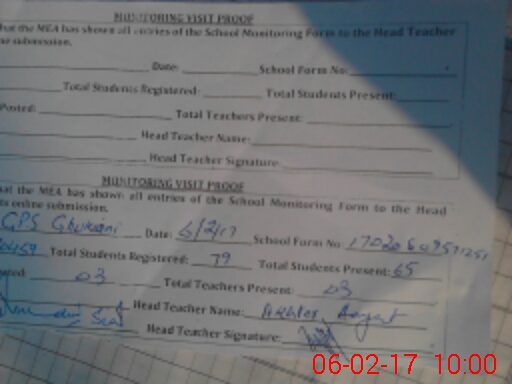 MONITORING VISIT PROOF
hat the MEA has shown all entries of the School Monitoring Form to the Head Teacher
ne submission.
Date: School Form No:
Total Students Registered: Total Students Present:
Posted: Total Teachers Present:
Head Teacher Name:
Head Teacher Signature:
MONITORING VISIT PROOF
hat the MEA has shown all entries of the School Monitoring Form to the Head
ts online submission.
GPS Date: 6/2/17 School Form No
Total Students Registered: 79 Total Students Present: 65
03 Total Teachers Present: 03
Head Teacher Name:
Head Teacher Signature:
06-02-17 10:00